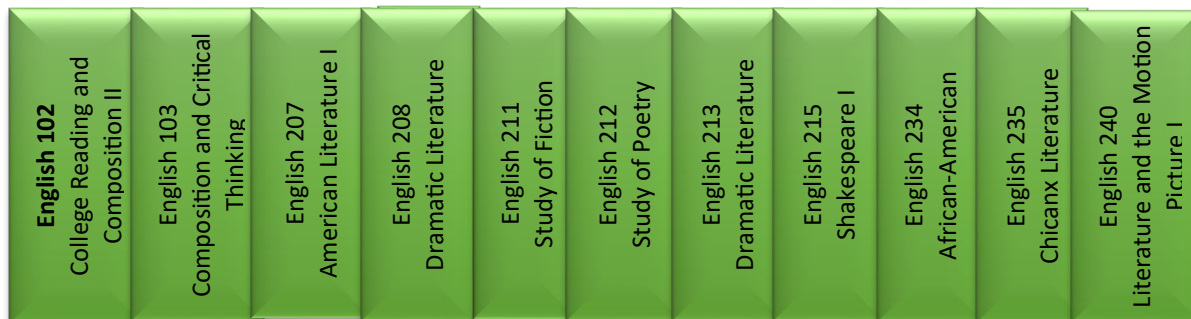 English 102
College Reading and
Composition II
English 103
Composition and Critical
Thinking
English 207
American Literature I
English 208
Dramatic Literature
English 211
Study of Fiction
English 212
Study of Poetry
English 213
Dramatic Literature
English 215
Shakespeare I
English 234
African-American
English 235
Chicanx Literature
English 240
Literature and the Motion
Picture I